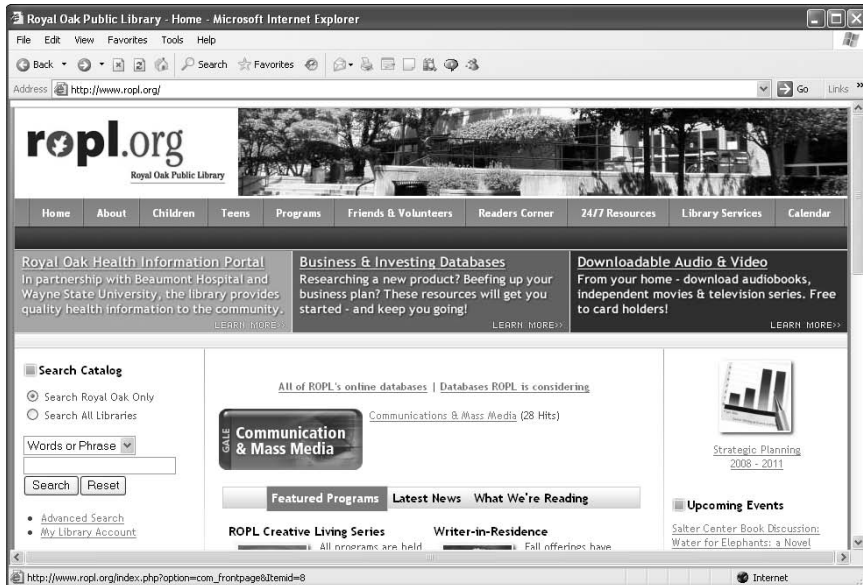 Royal Oak Public Library - Home - Microsoft Internet Explorer
File Edit View Favorites Tools Help
Back Search Favorites
Address http://www.ropl.org/ Go Links »
ropl.org
Royal Oak Public Library
Home About Children Teens Programs Friends & Volunteers Readers Corner 24/7 Resources Library Services Calendar
Royal Oak Health Information Portal
In partnership with Beaumont Hospital and
Wayne State University, the library provides
quality health information to the community.
LEARN MORE>>
Business & Investing Databases
Researching a new product? Beefing up your
business plan? These resources will get you
started - and keep you going!
LEARN MORE>>
Downloadable Audio & Video
From your home - download audiobooks,
independent movies & television series. Free
to card holders!
LEARN MORE>>
Search Catalog
Search Royal Oak Only
Search All Libraries
Words or Phrase
Search Reset
Advanced Search
My Library Account
All of ROPL's online databases | Databases ROPL is considering
GALE
Communication
& Mass Media
Communications & Mass Media (28 Hits)
Featured Programs Latest News What We're Reading
ROPL Creative Living Series
All programs are held
Writer-in-Residence
Fall offerings have
Strategic Planning
2008 - 2011
Upcoming Events
Salter Center Book Discussion:
Water for Elephants: a Novel
http://www.ropl.org/index.php?option=com_frontpage&Itemid=8
Internet